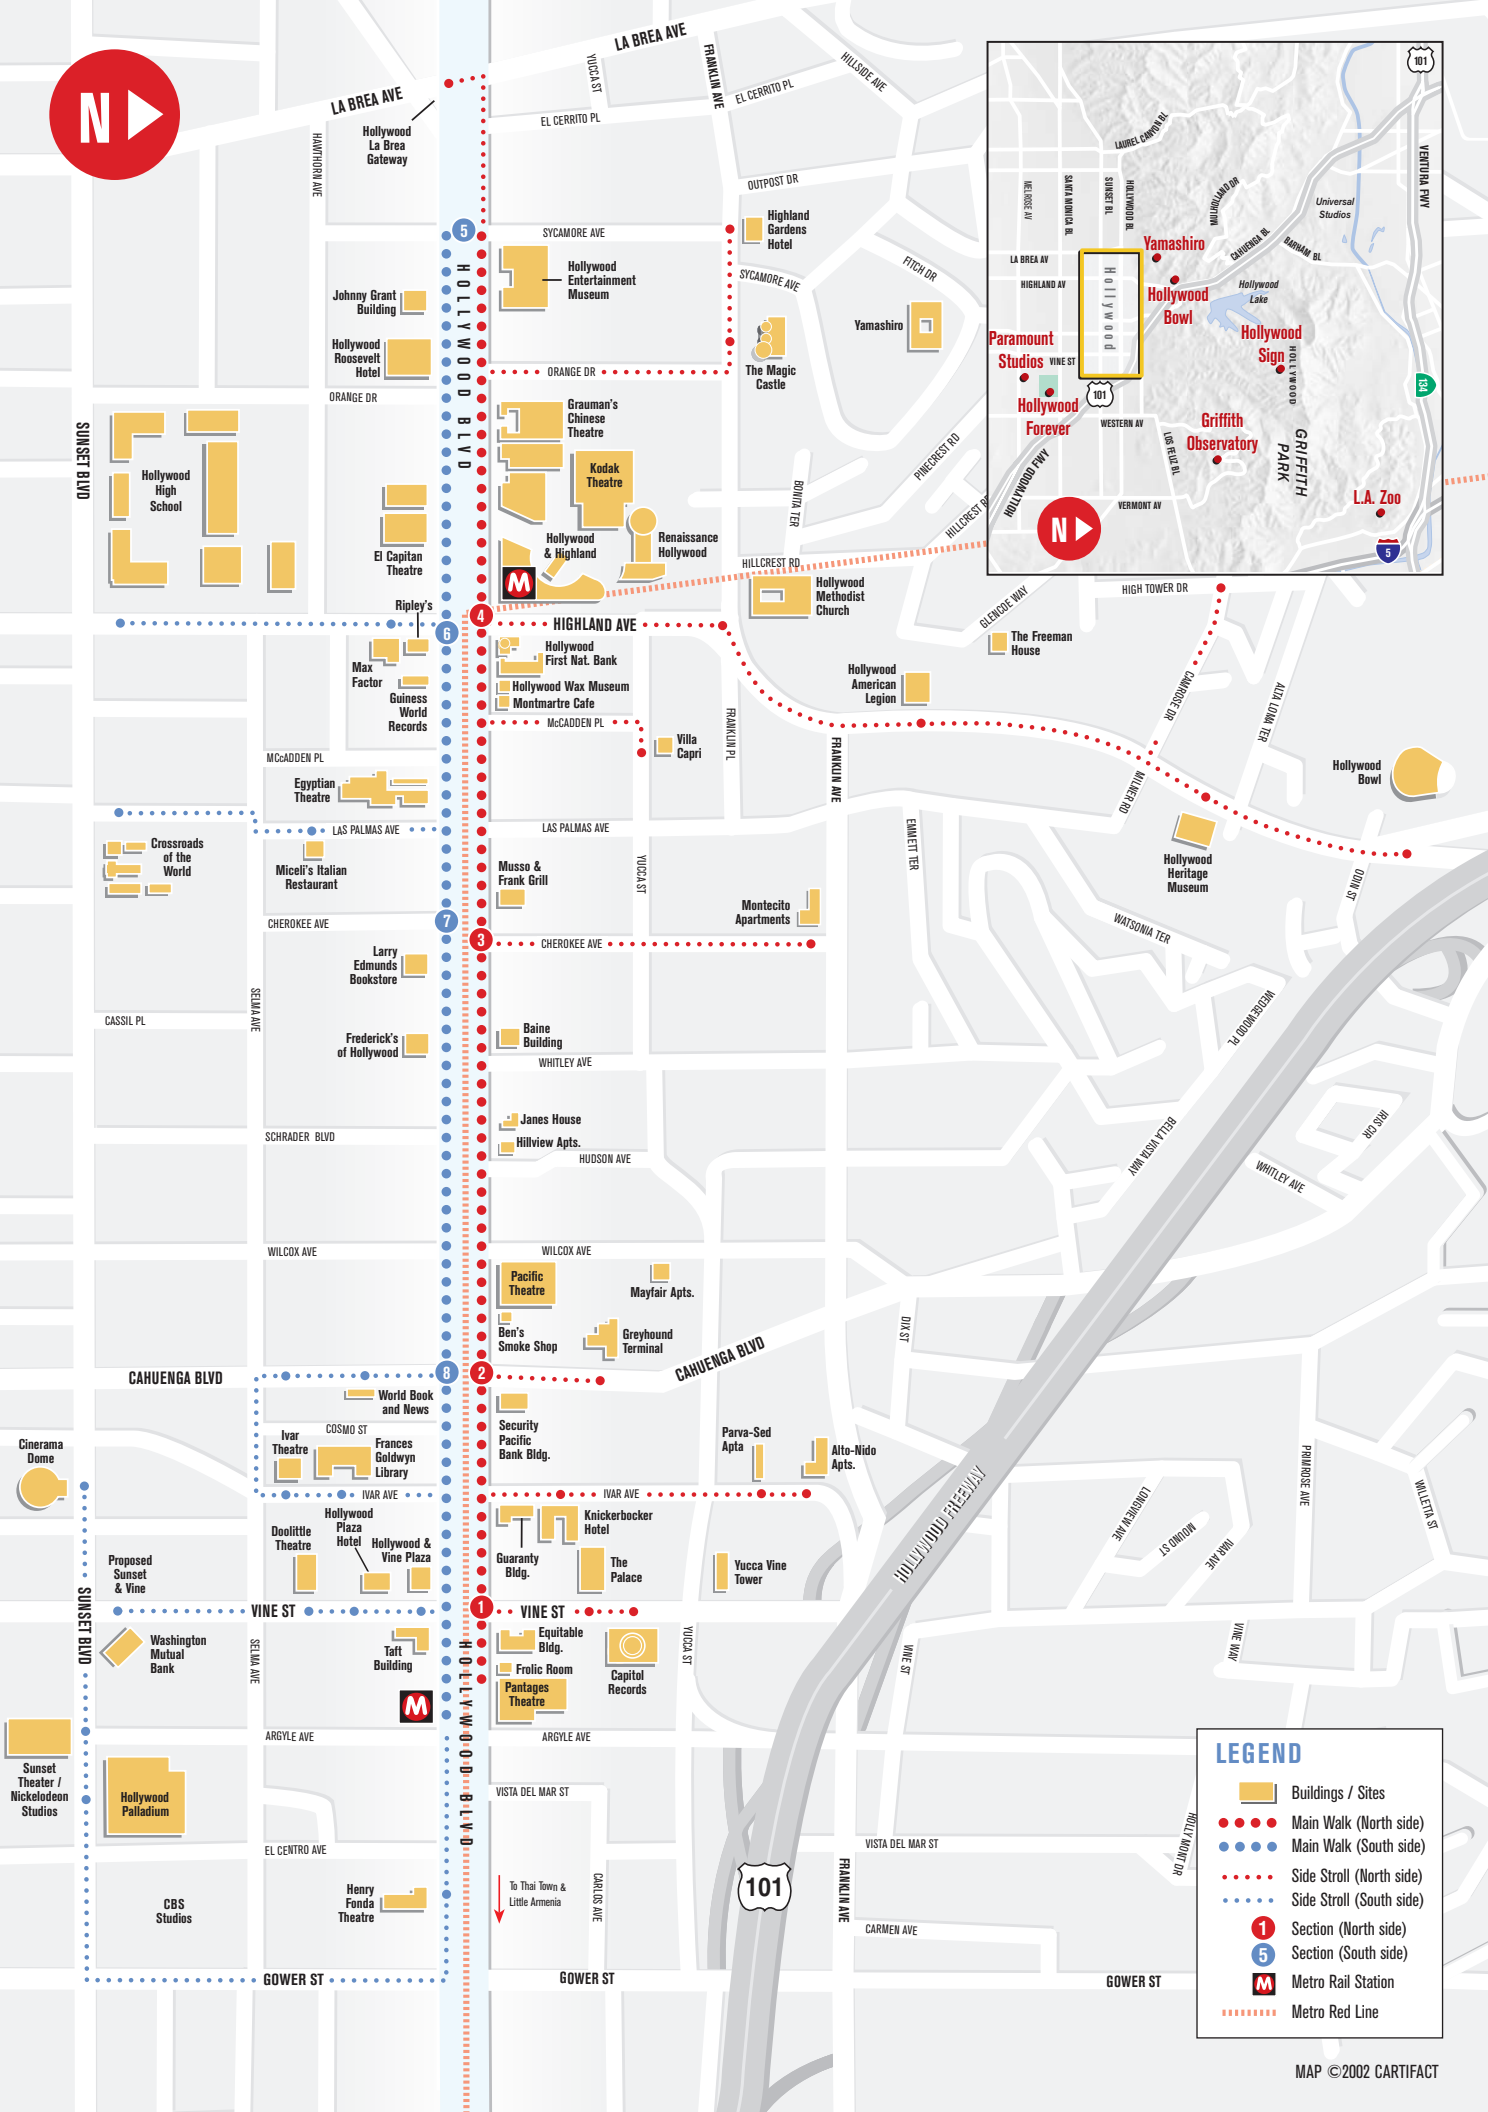 N
LA BREA AVE
LA BREA AVE
YUCCA ST
FRANKLIN AVE
EL CERRITO PL
EL CERRITO PL
HILLSIDE AVE
HAWTHORN AVE
Hollywood
La Brea
Gateway
OUTPOST DR
5
SYCAMORE AVE
Highland
Gardens
Hotel
SYCAMORE AVE
FITCH DR
HOLLYWOOD BLVD
Hollywood
Entertainment
Museum
Johnny Grant
Building
Hollywood
Roosevelt
Hotel
Yamashiro
The Magic
Castle
ORANGE DR
ORANGE DR
SUNSET BLVD
Grauman's
Chinese
Theatre
Kodak
Theatre
Hollywood
High
School
El Capitan
Theatre
Hollywood
& Highland
Renaissance
Hollywood
M
BONITA TER
PINECREST RD
HILLCREST RD
HILLCREST RD
Hollywood
Methodist
Church
GLENCOE WAY
HIGH TOWER DR
The Freeman
House
101
LAUREL CANYON BL
MELROSE AV
SANTA MONICA BL
SUNSET BL
HOLLYWOOD BL
MULHOLLAND DR
VENTURA FWY
Universal
Studios
LA BREA AV
HIGHLAND AV
Yamashiro
CAHUENGA BL
BARHAM BL
Hollywood
Hollywood
Bowl
Hollywood
Lake
Hollywood
Sign
HOLLYWOOD
Paramount
Studios
VINE ST
101
134
Hollywood
Forever
WESTERN AV
HOLLYWOOD FWY
LOS FELIZ BL
Griffith
Observatory
GRIFFITH
PARK
VERMONT AV
L.A. Zoo
N
5
Ripley's
4
6
HIGHLAND AVE
Max
Factor
Guiness
World
Records
Hollywood
First Nat. Bank
Hollywood Wax Museum
Montmartre Cafe
McCADDEN PL
McCADDEN PL
Villa
Capri
FRANKLIN PL
FRANKLIN AVE
Hollywood
American
Legion
CAMROSE DR
ALTA LOMA TER
MILNER RD
Hollywood
Bowl
Hollywood
Heritage
Museum
ODIN ST
Egyptian
Theatre
LAS PALMAS AVE
LAS PALMAS AVE
Crossroads
of the
World
Miceli's Italian
Restaurant
Musso &
Frank Grill
YUCCA ST
EMMETT TER
Montecito
Apartments
WATSONIA TER
CHEROKEE AVE
7
3
CHEROKEE AVE
Larry
Edmunds
Bookstore
SELMA AVE
CASSIL PL
WEDGEWOOD PL
Frederick's
of Hollywood
Baine
Building
WHITLEY AVE
Janes House
Hillview Apts.
HUDSON AVE
SCHRADER BLVD
BELLA VISTA WAY
IRIS CIR
WHITLEY AVE
WILCOX AVE
WILCOX AVE
Pacific
Theatre
Mayfair Apts.
Ben's
Smoke Shop
Greyhound
Terminal
DIX ST
CAHUENGA BLVD
8
2
CAHUENGA BLVD
World Book
and News
COSMO ST
Ivar
Theatre
Frances
Goldwyn
Library
Security
Pacific
Bank Bldg.
Parva-Sed
Apta
Alto-Nido
Apts.
Cinerama
Dome
PRIMROSE AVE
WILLETTA ST
IVAR AVE
IVAR AVE
HOLLYWOOD FREEWAY
LONGVIEW AVE
MOUND ST
IVAR AVE
Doolittle
Theatre
Hollywood
Plaza
Hotel
Hollywood &
Vine Plaza
Guaranty
Bldg.
Knickerbocker
Hotel
The
Palace
Yucca Vine
Tower
Proposed
Sunset
& Vine
SUNSET BLVD
VINE ST
1
VINE ST
Washington
Mutual
Bank
SELMA AVE
Taft
Building
Equitable
Bldg.
Frolic Room
Pantages
Theatre
Capitol
Records
YUCCA ST
VINE ST
VINE WAY
HOLLYWOOD BLVD
M
ARGYLE AVE
ARGYLE AVE
Sunset
Theater /
Nickelodeon
Studios
Hollywood
Palladium
VISTA DEL MAR ST
VISTA DEL MAR ST
HOLLY MONT DR
EL CENTRO AVE
CBS
Studios
Henry
Fonda
Theatre
To Thai Town &
Little Armenia
CARLOS AVE
101
FRANKLIN AVE
CARMEN AVE
GOWER ST
GOWER ST
GOWER ST
LEGEND
Buildings / Sites
Main Walk (North side)
Main Walk (South side)
Side Stroll (North side)
Side Stroll (South side)
1
Section (North side)
5
Section (South side)
M
Metro Rail Station
Metro Red Line
MAP ©2002 CARTIFACT